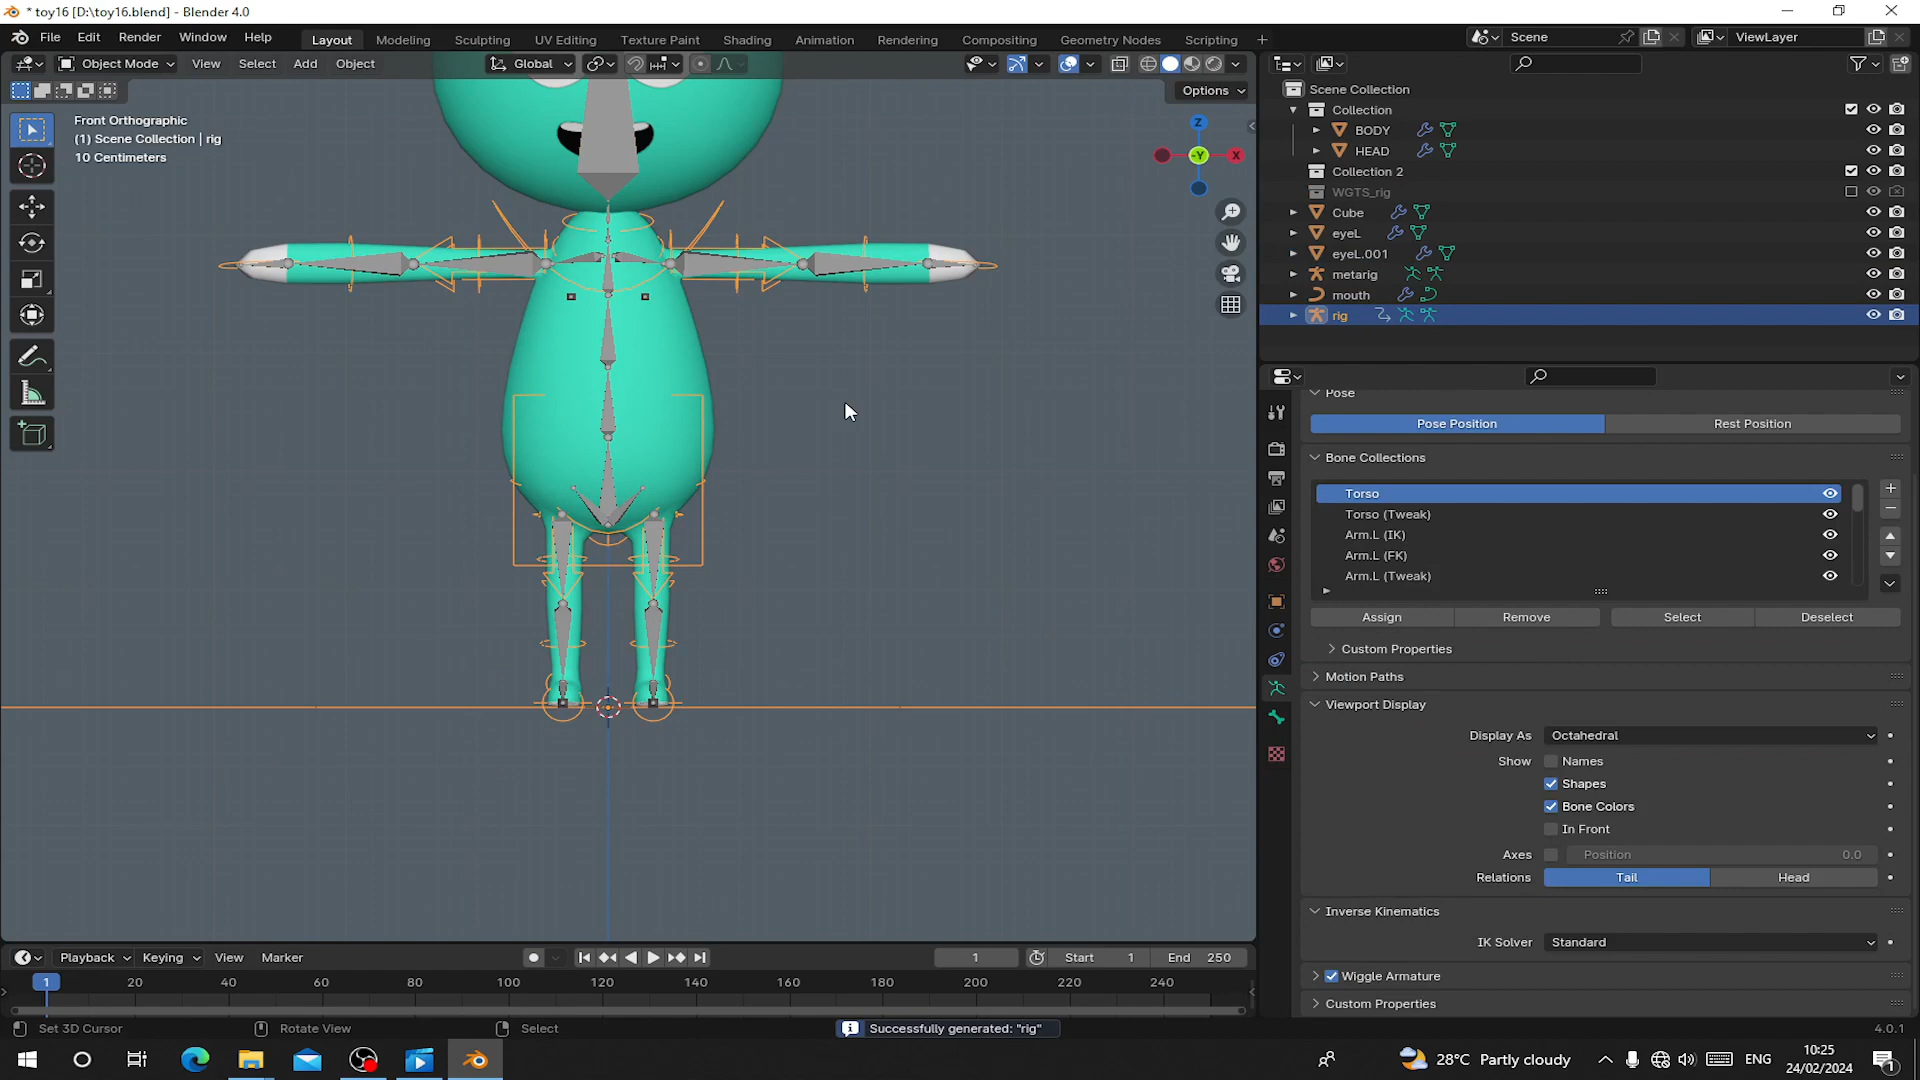 * toy16 [D:\toy16.blend] - Blender 4.0
File Edit Render Window Help Layout Modeling Sculpting UV Editing Texture Paint Shading Animation Rendering Compositing Geometry Nodes Scripting + Scene ViewLayer
Object Mode View Select Add Object Global
Options
Front Orthographic
(1) Scene Collection | rig
10 Centimeters
Z
-Y
X
Scene Collection
Collection
BODY
HEAD
Collection 2
WGTS_rig
Cube
eyeL
eyeL.001
metarig
mouth
rig
Pose
Pose Position Rest Position
Bone Collections
Torso
Torso (Tweak)
Arm.L (IK)
Arm.L (FK)
Arm.L (Tweak)
Assign Remove Select Deselect
Custom Properties
Motion Paths
Viewport Display
Display As Octahedral
Show Names
Shapes
Bone Colors
In Front
Axes Position 0.0
Relations Tail Head
Inverse Kinematics
IK Solver Standard
Wiggle Armature
Custom Properties
Playback Keying View Marker 1 Start 1 End 250
1 20 40 60 80 100 120 140 160 180 200 220 240
Set 3D Cursor Rotate View Select Successfully generated: "rig" 4.0.1
28°C Partly cloudy ENG 10:25
24/02/2024 1